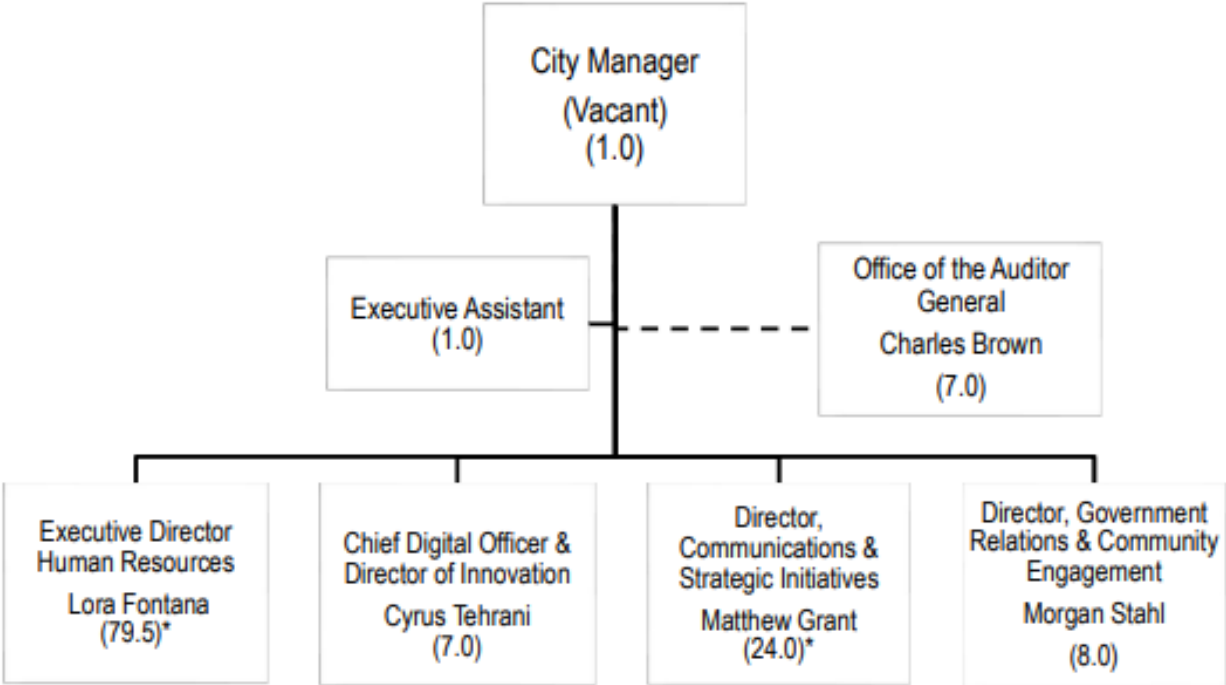 City Manager
(Vacant)
(1.0)
Executive Assistant
(1.0)
Office of the Auditor
General
Charles Brown
(7.0)
Executive Director
Human Resources
Lora Fontana
(79.5)*
Chief Digital Officer &
Director of Innovation
Cyrus Tehrani
(7.0)
Director,
Communications &
Strategic Initiatives
Matthew Grant
(24.0)*
Director, Government
Relations & Community
Engagement
Morgan Stahl
(8.0)